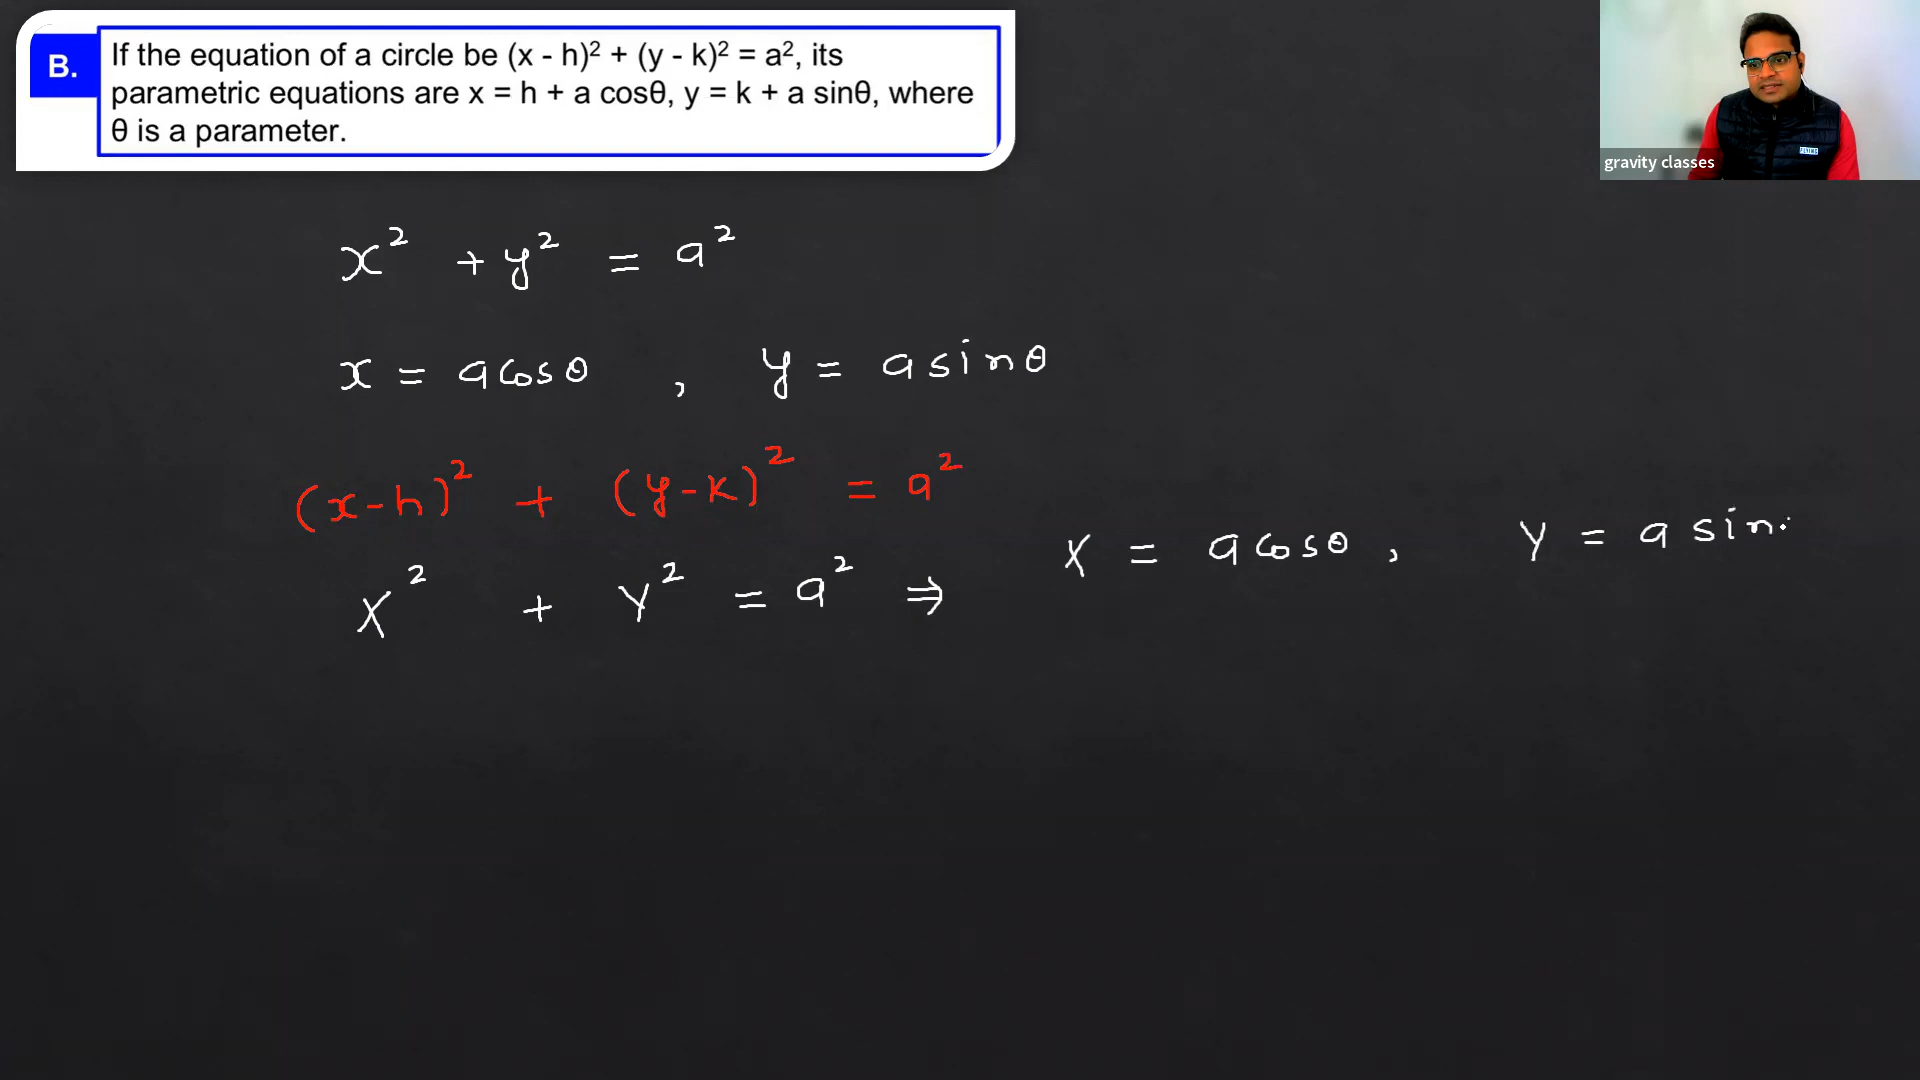 B.
If the equation of a circle be (x - h)² + (y - k)² = a², its
parametric equations are x = h + a cosθ, y = k + a sinθ, where
θ is a parameter.
gravity classes
x² + y² = a²
x = a cosθ , y = a sinθ
(x-h)² + (y-k)² = a²
X² + Y² = a² ⇒ X = a cosθ , Y = a sin